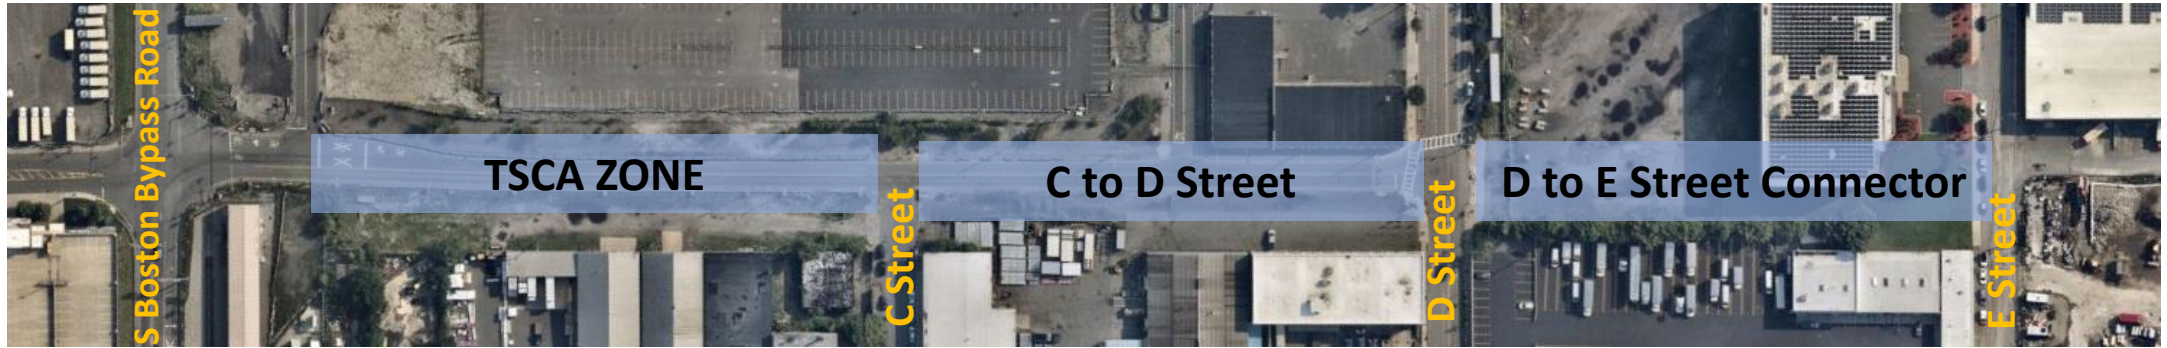 S Boston Bypass Road
TSCA ZONE
C Street
C to D Street
D Street
D to E Street Connector
E Street